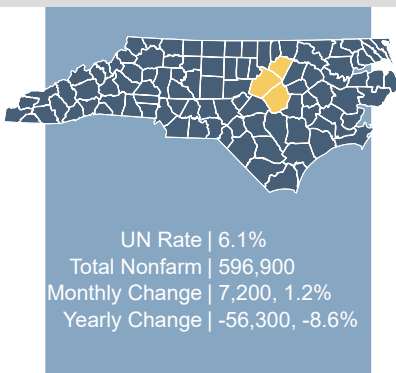 UN Rate | 6.1%
Total Nonfarm | 596,900
Monthly Change | 7,200, 1.2%
Yearly Change | -56,300, -8.6%